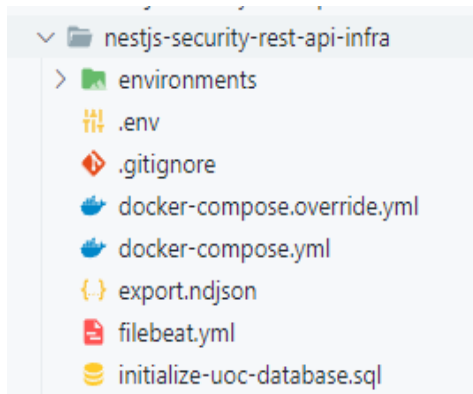 nestjs-security-rest-api-infra
environments
.env
.gitignore
docker-compose.override.yml
docker-compose.yml
export.ndjson
filebeat.yml
initialize-uoc-database.sql